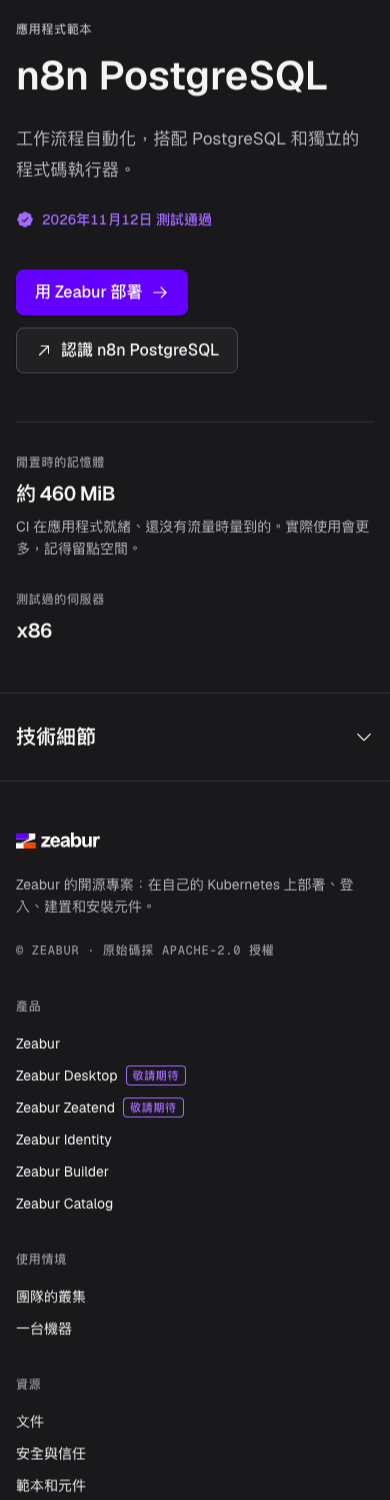 應用程式範本
n8n PostgreSQL
工作流程自動化，搭配 PostgreSQL 和獨立的
程式碼執行器。
2026年11月12日 測試通過
用 Zeabur 部署
認識 n8n PostgreSQL
閒置時的記憶體
約 460 MiB
CI 在應用程式就緒、還沒有流量時量到的。實際使用會更
多，記得留點空間。
測試過的伺服器
x86
技術細節
zeabur
Zeabur 的開源專案：在自己的 Kubernetes 上部署、登
入、建置和安裝元件。
© ZEABUR · 原始碼採 APACHE-2.0 授權
產品
Zeabur
Zeabur Desktop 敬請期待
Zeabur Zeatend 敬請期待
Zeabur Identity
Zeabur Builder
Zeabur Catalog
使用情境
團隊的叢集
一台機器
資源
文件
安全與信任
範本和元件